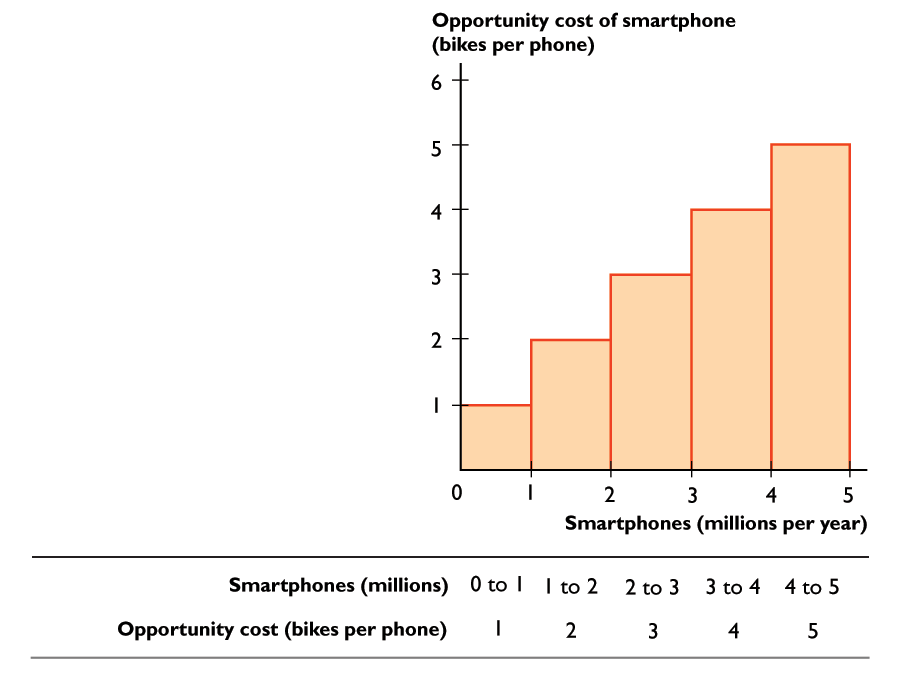 Opportunity cost of smartphone
(bikes per phone)
6
5
4
3
2
1
0 1 2 3 4 5
Smartphones (millions per year)
Smartphones (millions) 0 to 1 1 to 2 2 to 3 3 to 4 4 to 5
Opportunity cost (bikes per phone) 1 2 3 4 5